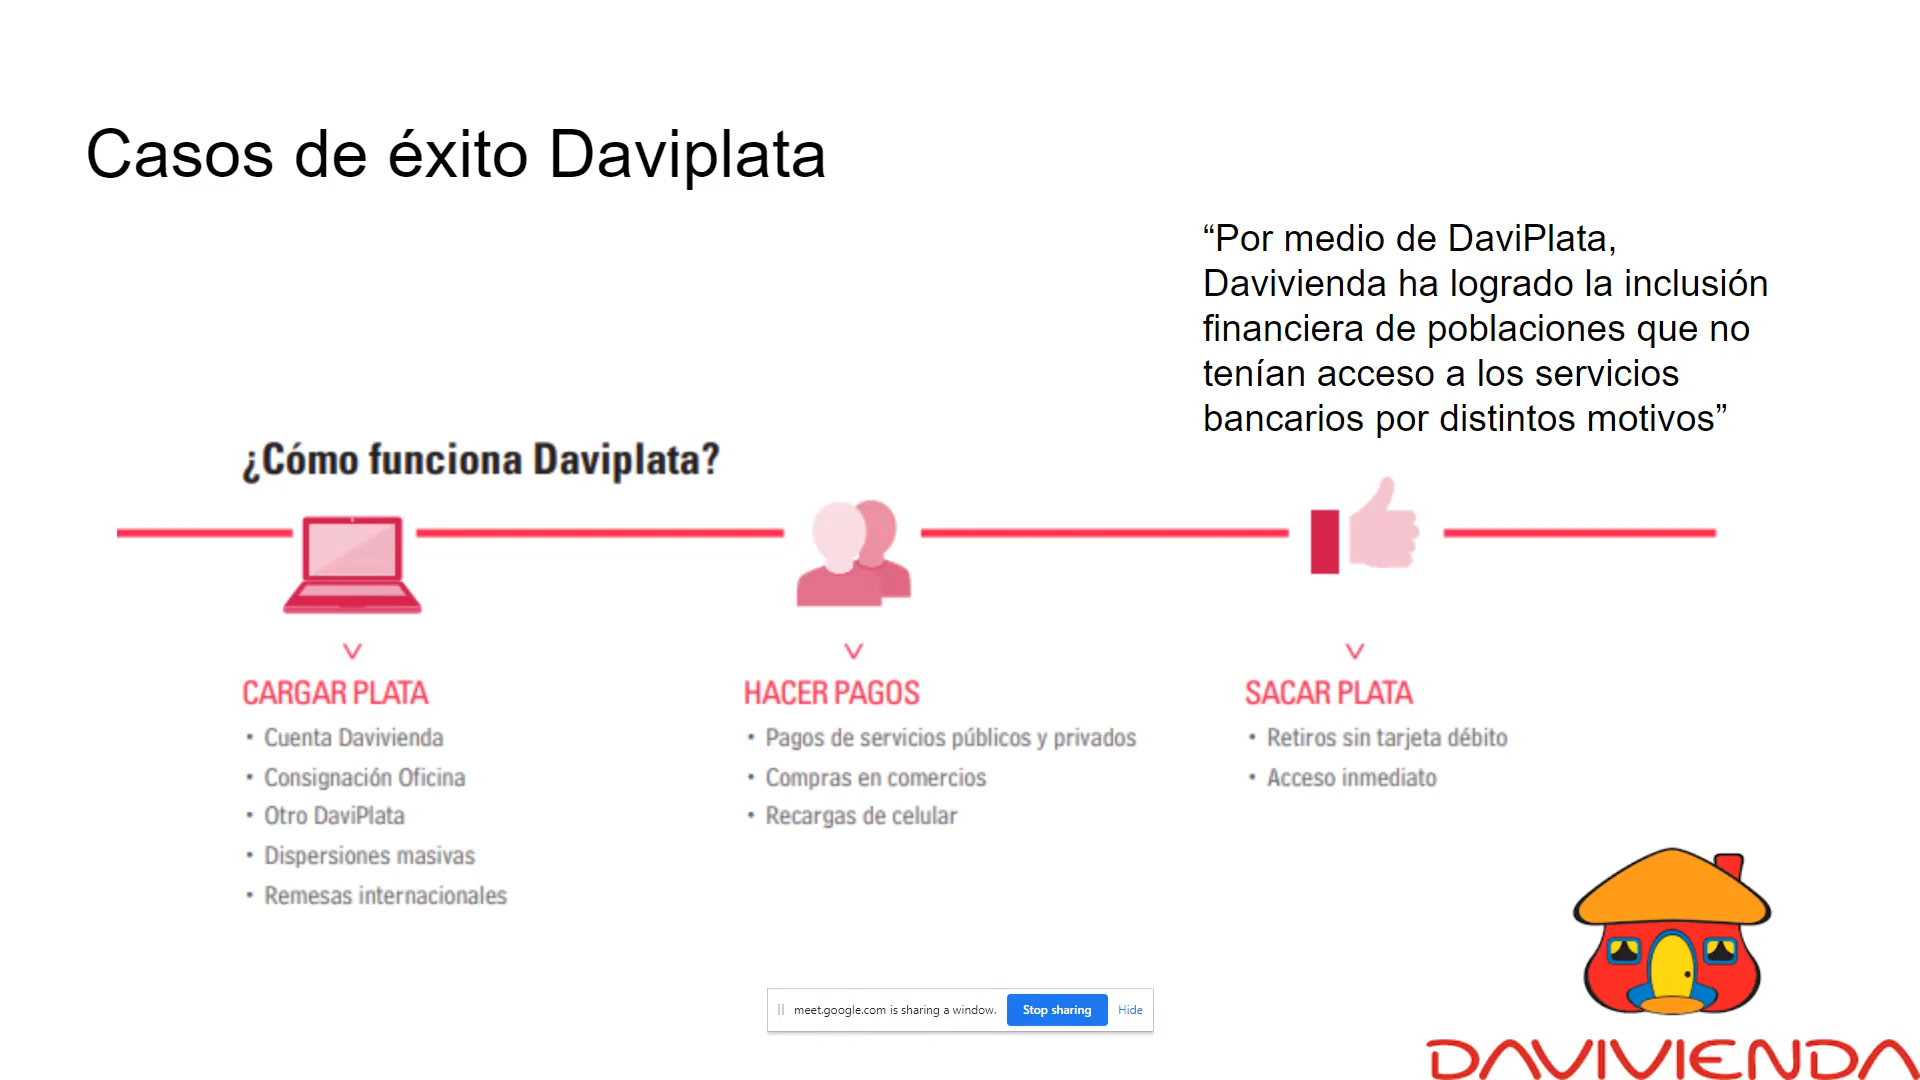 Casos de éxito Daviplata
“Por medio de DaviPlata,
Davivienda ha logrado la inclusión
financiera de poblaciones que no
tenían acceso a los servicios
bancarios por distintos motivos”
¿Cómo funciona Daviplata?
CARGAR PLATA
• Cuenta Davivienda
• Consignación Oficina
• Otro DaviPlata
• Dispersiones masivas
• Remesas internacionales
HACER PAGOS
• Pagos de servicios públicos y privados
• Compras en comercios
• Recargas de celular
SACAR PLATA
• Retiros sin tarjeta débito
• Acceso inmediato
meet.google.com is sharing a window. Stop sharing Hide
DAVIVIENDA